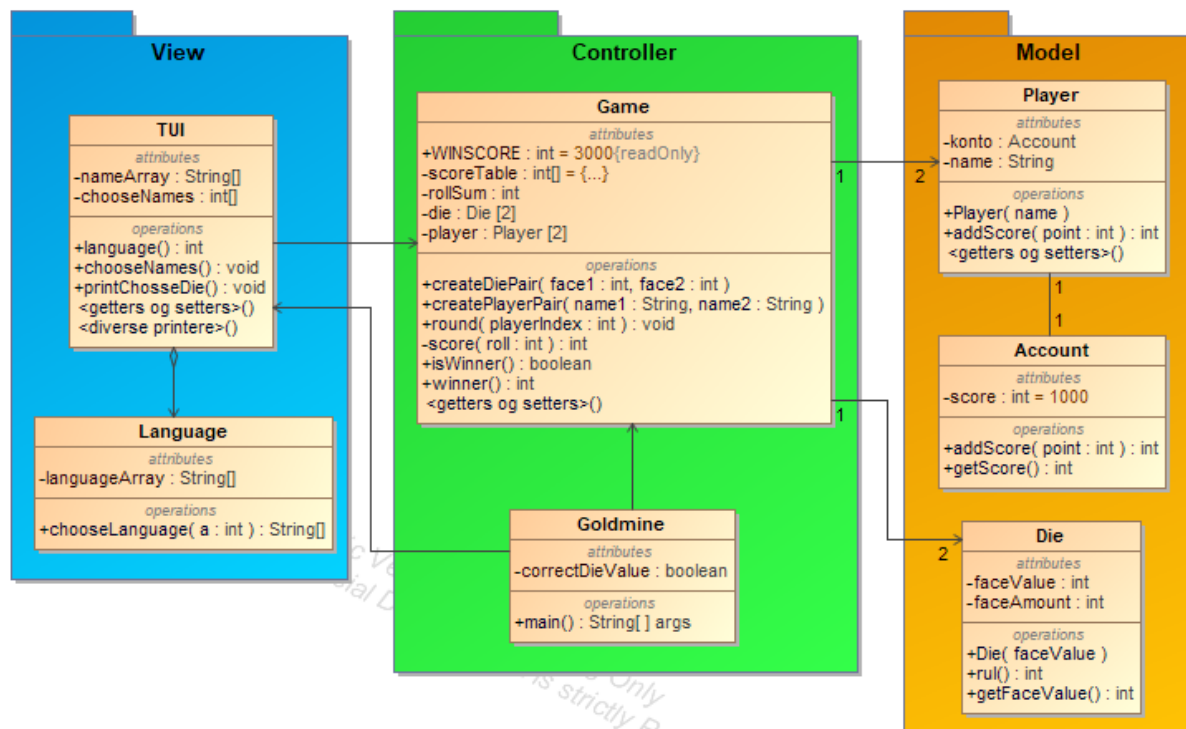 View
TUI
attributes
-nameArray : String[]
-chooseNames : int[]
operations
+language() : int
+chooseNames() : void
+printChosseDie() : void
<getters og setters>()
<diverse printere>()
Language
attributes
-languageArray : String[]
operations
+chooseLanguage( a : int ) : String[]
Controller
Game
attributes
+WINSCORE : int = 3000{readOnly}
-scoreTable : int[] = {...}
-rollSum : int
-die : Die [2]
-player : Player [2]
operations
+createDiePair( face1 : int, face2 : int )
+createPlayerPair( name1 : String, name2 : String )
+round( playerIndex : int ) : void
-score( roll : int ) : int
+isWinner() : boolean
+winner() : int
<getters og setters>()
1
2
1
2
Goldmine
attributes
-correctDieValue : boolean
operations
+main() : String[ ] args
Model
Player
attributes
-konto : Account
-name : String
operations
+Player( name )
+addScore( point : int ) : int
<getters og setters>()
1
1
Account
attributes
-score : int = 1000
operations
+addScore( point : int ) : int
+getScore() : int
Die
attributes
-faceValue : int
-faceAmount : int
operations
+Die( faceValue )
+rul() : int
+getFaceValue() : int
Only
is strictly